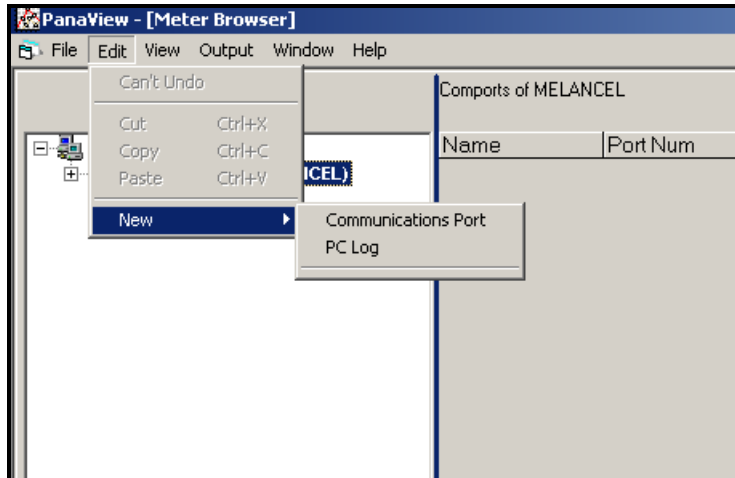 PanaView - [Meter Browser]
File Edit View Output Window Help
Can't Undo
Cut Ctrl+X
Copy Ctrl+C
Paste Ctrl+V
New
Communications Port
PC Log
ICEL)
Comports of MELANCEL
Name Port Num